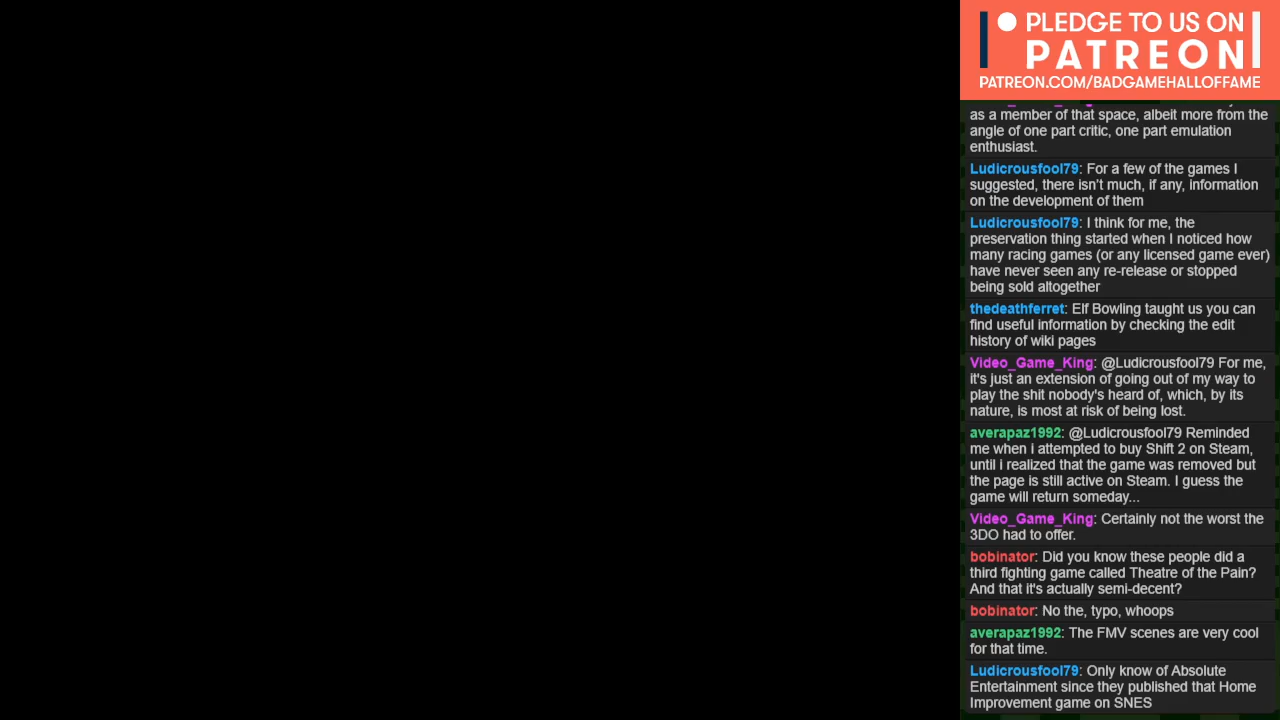 PLEDGE TO US ON
PATREON
PATREON.COM/BADGAMEHALLOFFAME
as a member of that space, albeit more from the
angle of one part critic, one part emulation
enthusiast.
Ludicrousfool79: For a few of the games I
suggested, there isn't much, if any, information
on the development of them
Ludicrousfool79: I think for me, the
preservation thing started when I noticed how
many racing games (or any licensed game ever)
have never seen any re-release or stopped
being sold altogether
thedeathferret: Elf Bowling taught us you can
find useful information by checking the edit
history of wiki pages
Video_Game_King: @Ludicrousfool79 For me,
it's just an extension of going out of my way to
play the shit nobody's heard of, which, by its
nature, is most at risk of being lost.
averapaz1992: @Ludicrousfool79 Reminded
me when i attempted to buy Shift 2 on Steam,
until i realized that the game was removed but
the page is still active on Steam. I guess the
game will return someday...
Video_Game_King: Certainly not the worst the
3DO had to offer.
bobinator: Did you know these people did a
third fighting game called Theatre of the Pain?
And that it's actually semi-decent?
bobinator: No the, typo, whoops
averapaz1992: The FMV scenes are very cool
for that time.
Ludicrousfool79: Only know of Absolute
Entertainment since they published that Home
Improvement game on SNES